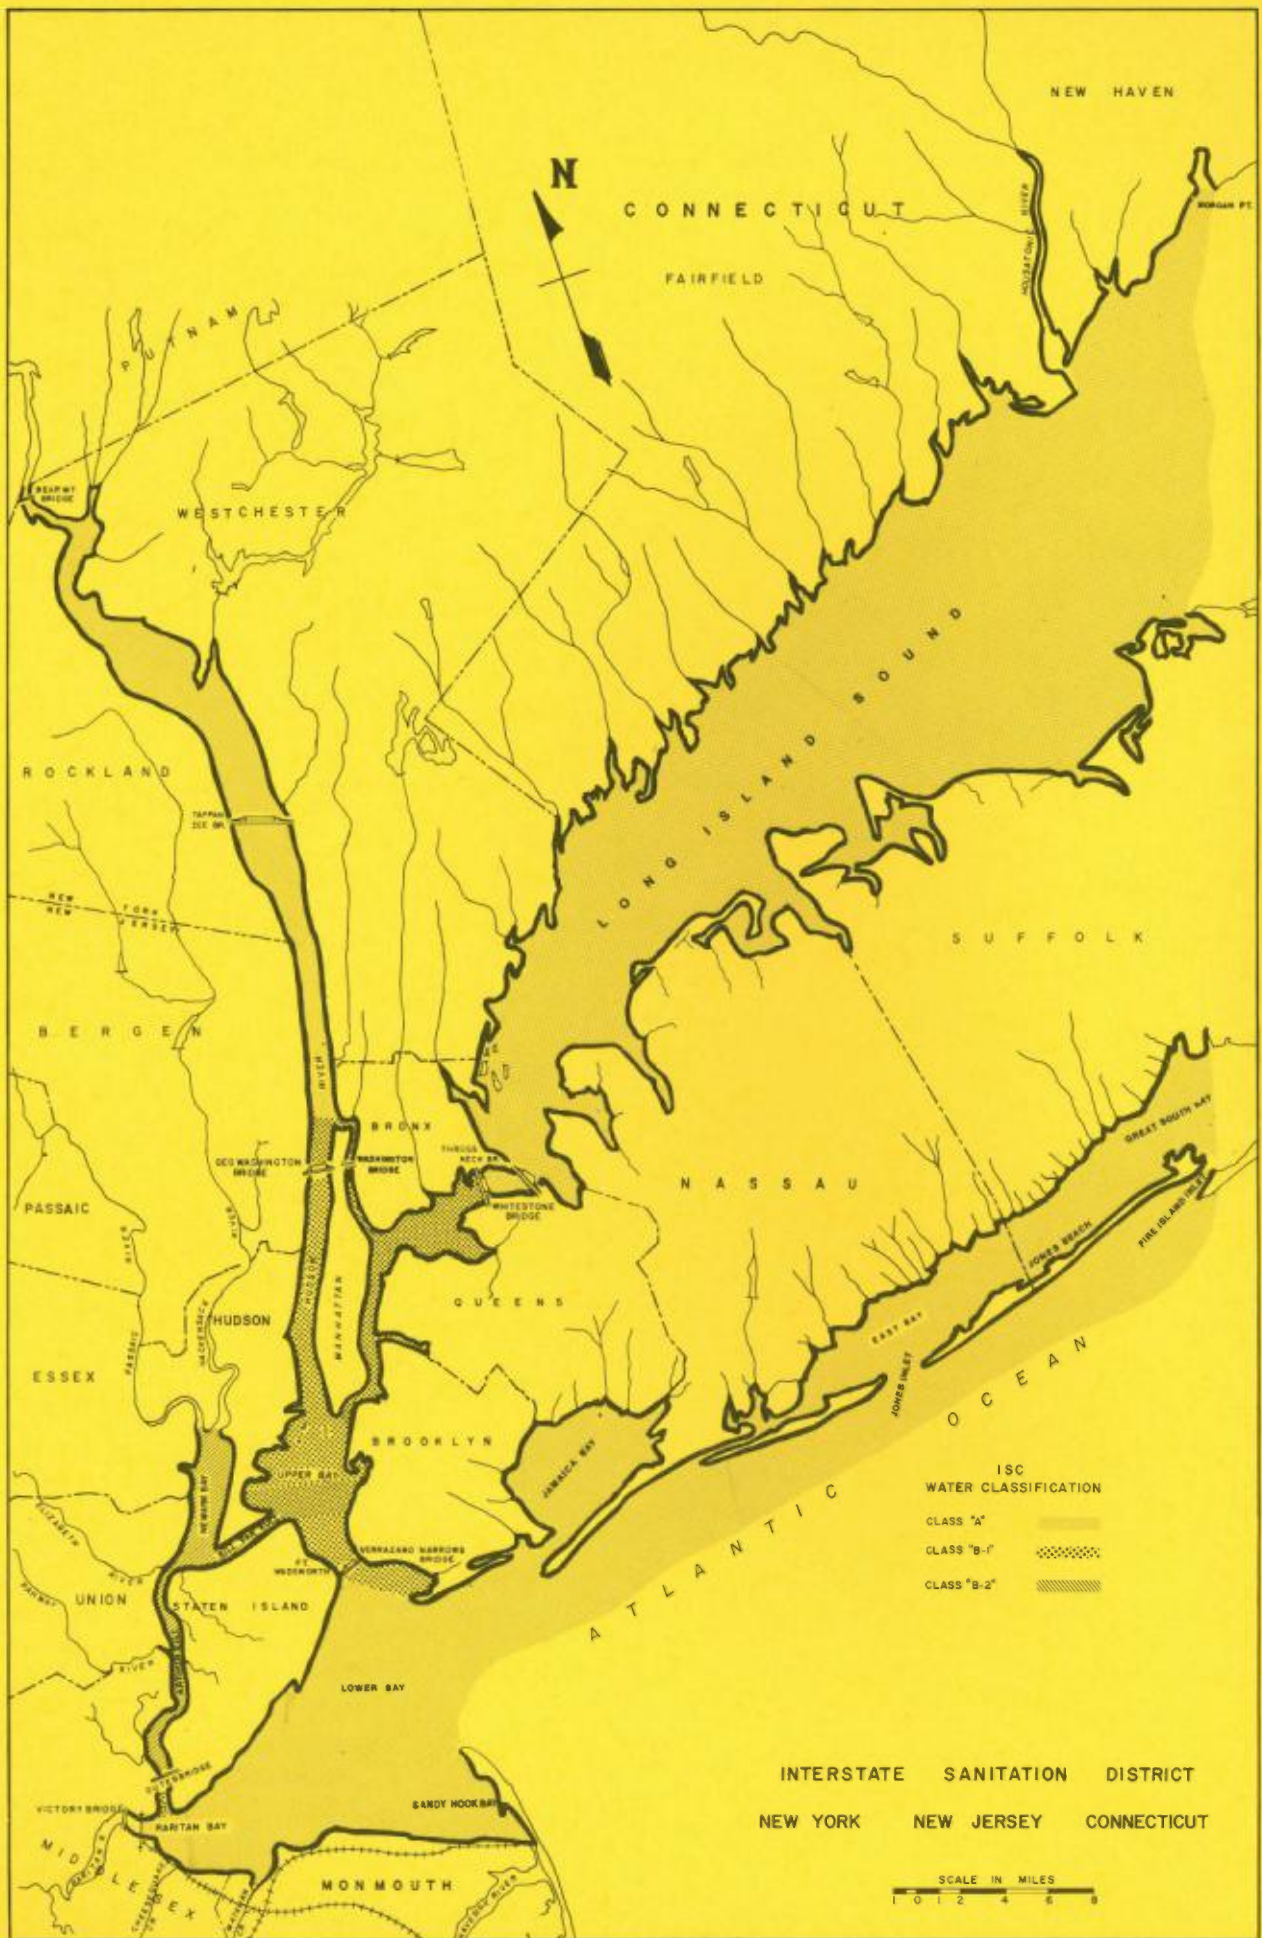 NEW HAVEN
N
CONNECTICUT
MORGAN PT.
HOUSATONIC RIVER
FAIRFIELD
PUTNAM
BEAR MT
BRIDGE
WESTCHESTER
LONG ISLAND SOUND
ROCKLAND
TAPPAN
ZEE BR.
NEW YORK
NEW JERSEY
SUFFOLK
BERGEN
RIVER
BRONX
GREAT SOUTH BAY
GEO WASHINGTON
BRIDGE
WASHINGTON
BRIDGE
THROGS
NECK BR.
WHITESTONE
BRIDGE
NASSAU
PASSAIC
RIVER
RIVER
FIRE ISLAND INLET
JONES BEACH
HUDSON
MANHATTAN
QUEENS
HACKENSACK
HUDSON
EAST BAY
PASSAIC
ESSEX
JONES INLET
ATLANTIC OCEAN
BROOKLYN
JAMAICA BAY
UPPER BAY
NEWARK BAY
ISC
WATER CLASSIFICATION
CLASS "A"
CLASS "B-1"
CLASS "B-2"
ELIZABETH
RIVER
KILL VAN KULL
VERRAZANO NARROWS
BRIDGE
FT.
WADSWORTH
RAHWAY
RIVER
UNION
STATEN ISLAND
ARTHUR KILL
LOWER BAY
OUTERBRIDGE
VICTORY BRIDGE
RARITAN BAY
SANDY HOOK BAY
INTERSTATE SANITATION DISTRICT
NEW YORK NEW JERSEY CONNECTICUT
MIDDLESEX
RARITAN R.
CHEESEQUAKE
CR.
MONMOUTH
SCALE IN MILES
1 0 1 2 4 6 8